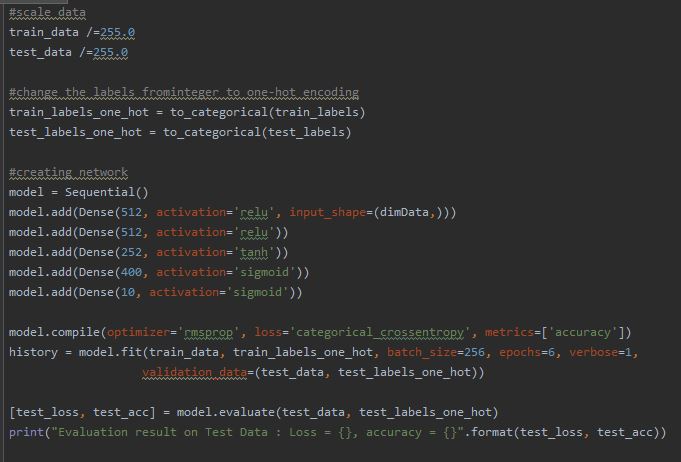 #scale data
train_data /=255.0
test_data /=255.0
#change the labels frominteger to one-hot encoding
train_labels_one_hot = to_categorical(train_labels)
test_labels_one_hot = to_categorical(test_labels)
#creating network
model = Sequential()
model.add(Dense(512, activation='relu', input_shape=(dimData,)))
model.add(Dense(512, activation='relu'))
model.add(Dense(252, activation='tanh'))
model.add(Dense(400, activation='sigmoid'))
model.add(Dense(10, activation='sigmoid'))
model.compile(optimizer='rmsprop', loss='categorical_crossentropy', metrics=['accuracy'])
history = model.fit(train_data, train_labels_one_hot, batch_size=256, epochs=6, verbose=1,
validation_data=(test_data, test_labels_one_hot))
[test_loss, test_acc] = model.evaluate(test_data, test_labels_one_hot)
print("Evaluation result on Test Data : Loss = {}, accuracy = {}".format(test_loss, test_acc))